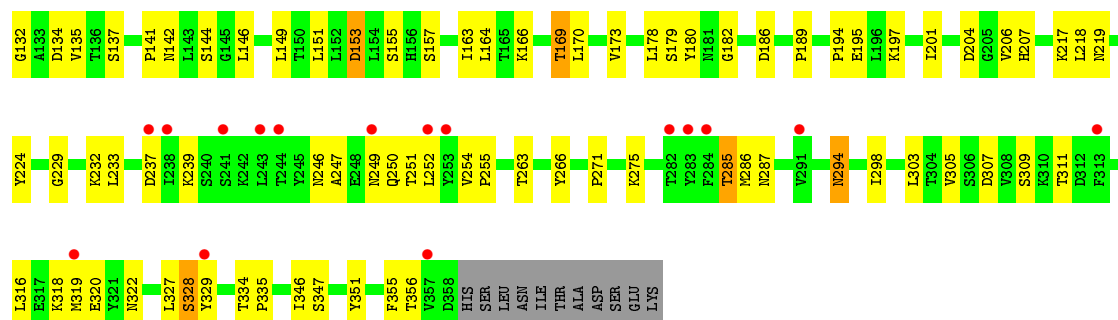 G132 A133 D134 V135 T136 S137 P141 N142 L143 S144 G145 L146 L149 T150 L151 L152 D153 L154 S155 H156 S157 I163 L164 T165 K166 T169 L170 V173 L178 S179 Y180 N181 G182 D186 P189 P194 E195 L196 K197 I201 D204 G205 V206 H207 K217 L218 N219
Y224 G229 K232 L233 D237 I238 K239 S240 S241 K242 L243 T244 Y245 N246 A247 E248 N249 Q250 T251 L252 Y253 V254 P255 T263 Y266 P271 K275 T282 Y283 F284 T285 M286 N287 V291 N294 I298 L303 T304 V305 S306 D307 V308 S309 K310 T311 D312 F313
L316 E317 K318 M319 E320 Y321 N322 L327 S328 Y329 T334 P335 I346 S347 Y351 F355 T356 V357 D358 HIS SER LEU ASN ILE THR ALA ASP SER GLU LYS